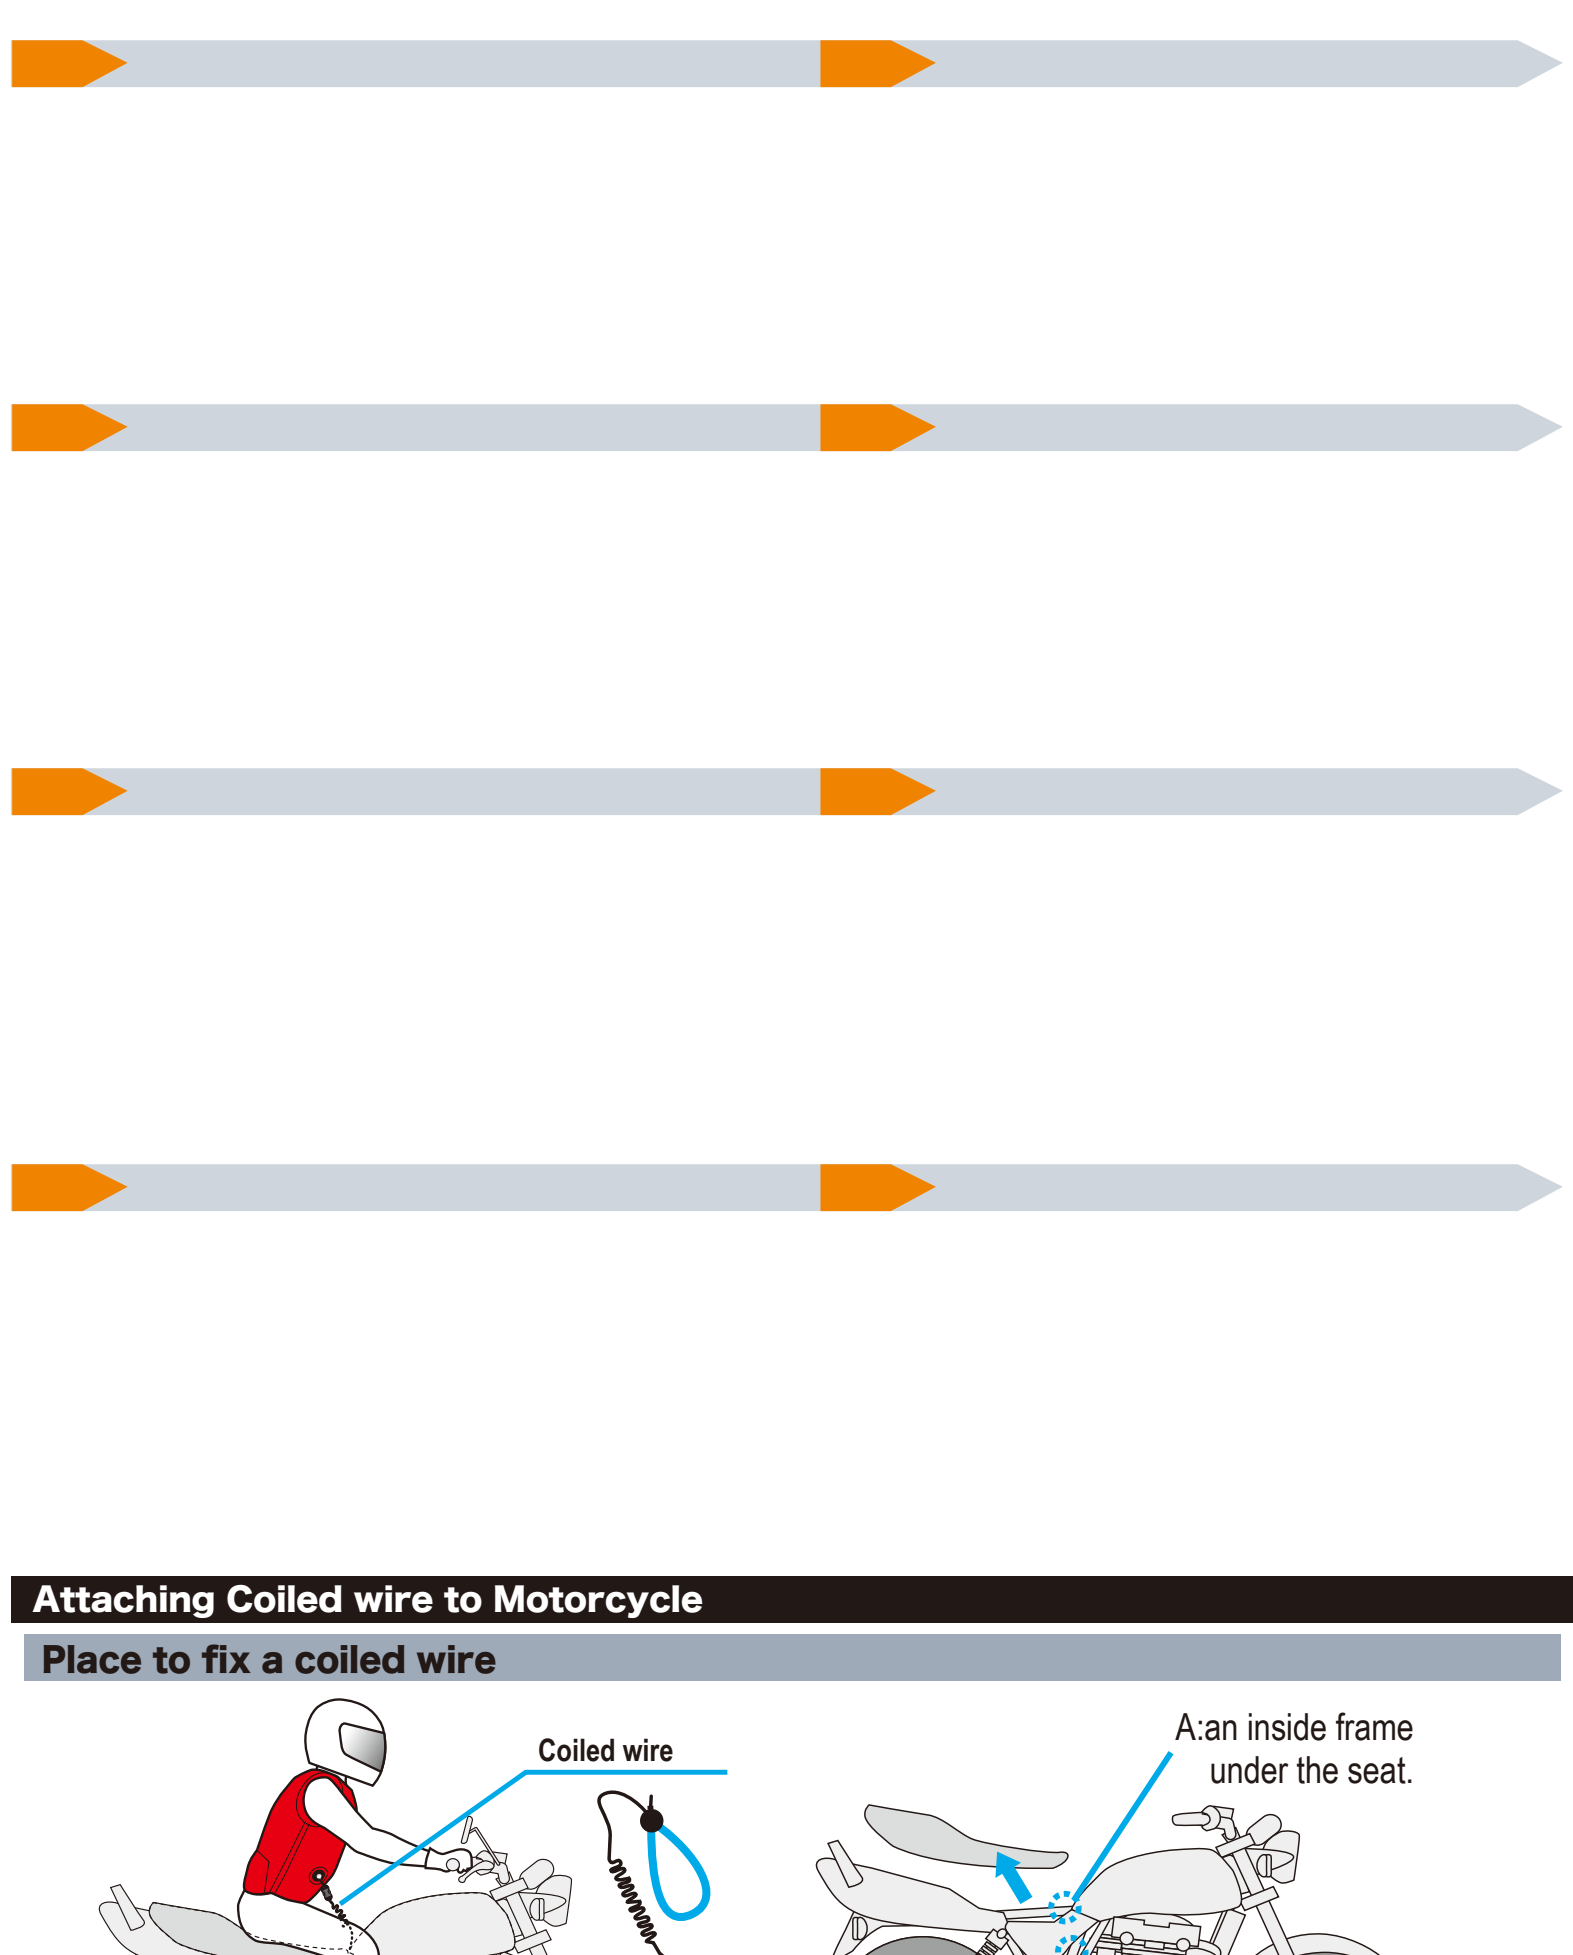 Attaching Coiled wire to Motorcycle
Place to fix a coiled wire
Coiled wire
A:an inside frame
under the seat.